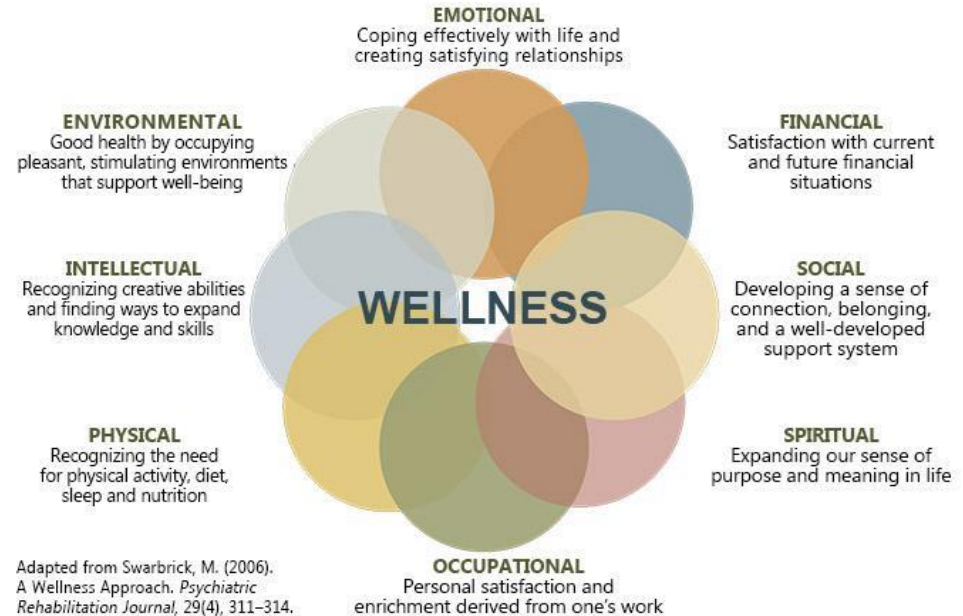 EMOTIONAL
Coping effectively with life and
creating satisfying relationships
ENVIRONMENTAL
Good health by occupying
pleasant, stimulating environments
that support well-being
FINANCIAL
Satisfaction with current
and future financial
situations
INTELLECTUAL
Recognizing creative abilities
and finding ways to expand
knowledge and skills
WELLNESS
SOCIAL
Developing a sense of
connection, belonging,
and a well-developed
support system
PHYSICAL
Recognizing the need
for physical activity, diet,
sleep and nutrition
SPIRITUAL
Expanding our sense of
purpose and meaning in life
Adapted from Swarbrick, M. (2006).
A Wellness Approach. Psychiatric
Rehabilitation Journal, 29(4), 311–314.
OCCUPATIONAL
Personal satisfaction and
enrichment derived from one’s work